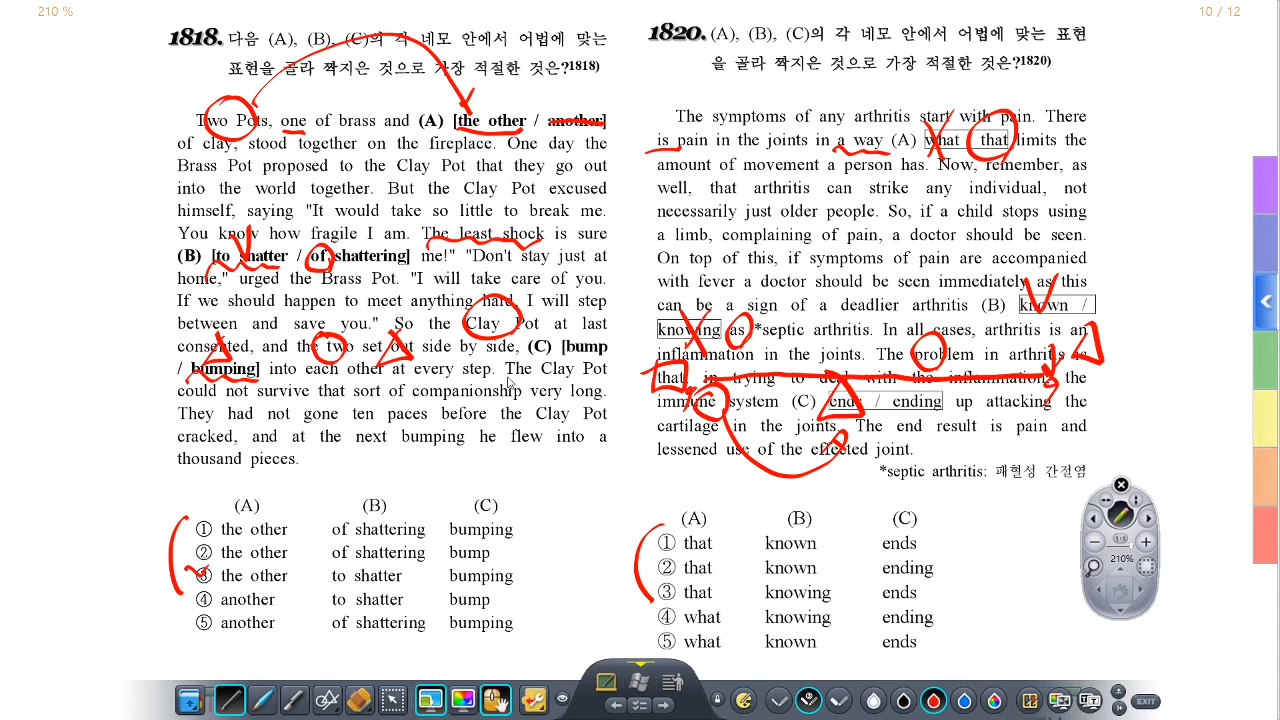 210 %
10 / 12
1818. 다음 (A), (B), (C)의 각 네모 안에서 어법에 맞는
표현을 골라 짝지은 것으로 가장 적절한 것은?1818)
Two Pots, one of brass and (A) [the other / another]
of clay, stood together on the fireplace. One day the
Brass Pot proposed to the Clay Pot that they go out
into the world together. But the Clay Pot excused
himself, saying "It would take so little to break me.
You know how fragile I am. The least shock is sure
(B) [to shatter / of shattering] me!" "Don't stay just at
home," urged the Brass Pot. "I will take care of you.
If we should happen to meet anything hard, I will step
between and save you." So the Clay Pot at last
consented, and the two set out side by side, (C) [bump
/ bumping] into each other at every step. The Clay Pot
could not survive that sort of companionship very long.
They had not gone ten paces before the Clay Pot
cracked, and at the next bumping he flew into a
thousand pieces.
(A) (B) (C)
① the other of shattering bumping
② the other of shattering bump
③ the other to shatter bumping
④ another to shatter bump
⑤ another of shattering bumping
1820. (A), (B), (C)의 각 네모 안에서 어법에 맞는 표현
을 골라 짝지은 것으로 가장 적절한 것은?1820)
The symptoms of any arthritis start with pain. There
is pain in the joints in a way (A) what / that limits the
amount of movement a person has. Now, remember, as
well, that arthritis can strike any individual, not
necessarily just older people. So, if a child stops using
a limb, complaining of pain, a doctor should be seen.
On top of this, if symptoms of pain are accompanied
with fever a doctor should be seen immediately as this
can be a sign of a deadlier arthritis (B) known /
knowing as *septic arthritis. In all cases, arthritis is an
inflammation in the joints. The problem in arthritis is
that, in trying to deal with the inflammation, the
immune system (C) ends / ending up attacking the
cartilage in the joints. The end result is pain and
lessened use of the effected joint.
*septic arthritis: 패혈성 간절염
(A) (B) (C)
① that known ends
② that known ending
③ that knowing ends
④ what knowing ending
⑤ what known ends
1:1
210%
EXIT